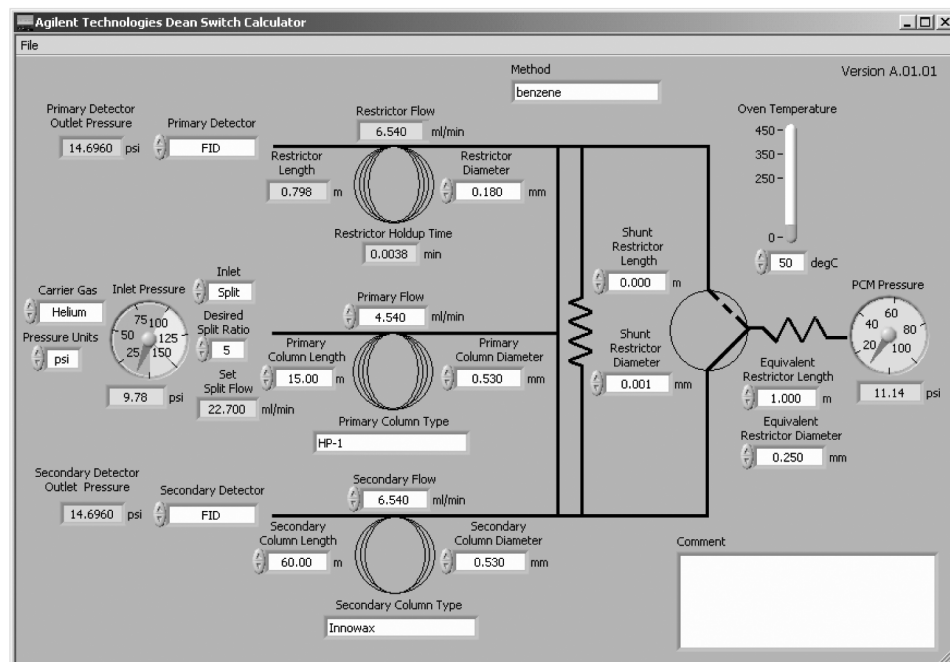 Agilent Technologies Dean Switch Calculator
File
Method
benzene
Version A.01.01
Primary Detector
Outlet Pressure
14.6960 psi
Primary Detector
FID
Restrictor Flow
6.540 ml/min
Restrictor
Length
0.798 m
Restrictor
Diameter
0.180 mm
Restrictor Holdup Time
0.0038 min
Oven Temperature
450
350
250
0
50 degC
Shunt
Restrictor
Length
0.000 m
Shunt
Restrictor
Diameter
0.001 mm
Carrier Gas
Helium
Pressure Units
psi
Inlet Pressure
25
50
75
100
125
150
9.78 psi
Inlet
Split
Desired
Split Ratio
5
Set
Split Flow
22.700 ml/min
Primary Flow
4.540 ml/min
Primary
Column Length
15.00 m
Primary
Column Diameter
0.530 mm
Primary Column Type
HP-1
PCM Pressure
20
40
60
80
100
11.14 psi
Equivalent
Restrictor Length
1.000 m
Equivalent
Restrictor Diameter
0.250 mm
Secondary Detector
Outlet Pressure
14.6960 psi
Secondary Detector
FID
Secondary Flow
6.540 ml/min
Secondary
Column Length
60.00 m
Secondary
Column Diameter
0.530 mm
Secondary Column Type
Innowax
Comment